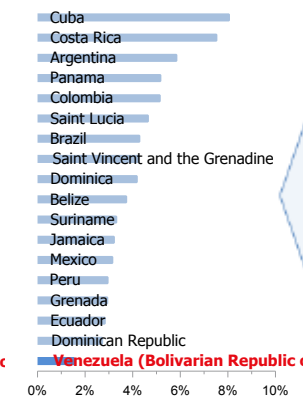 Cuba
Costa Rica
Argentina
Panama
Colombia
Saint Lucia
Brazil
Saint Vincent and the Grenadine
Dominica
Belize
Suriname
Jamaica
Mexico
Peru
Grenada
Ecuador
Dominican Republic
c Venezuela (Bolivarian Republic o
0% 2% 4% 6% 8% 10%